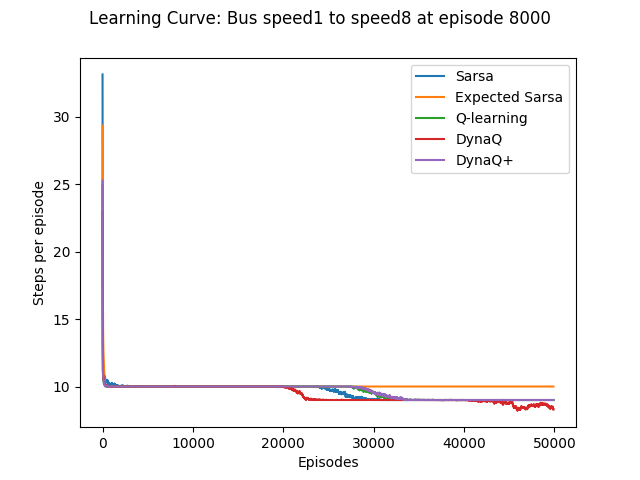 Learning Curve: Bus speed1 to speed8 at episode 8000
Sarsa
Expected Sarsa
Q-learning
DynaQ
DynaQ+
Steps per episode
30
25
20
15
10
0 10000 20000 30000 40000 50000
Episodes